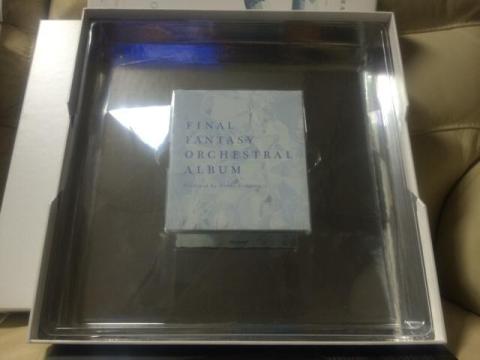 FINAL
FANTASY
ORCHESTRAL
ALBUM